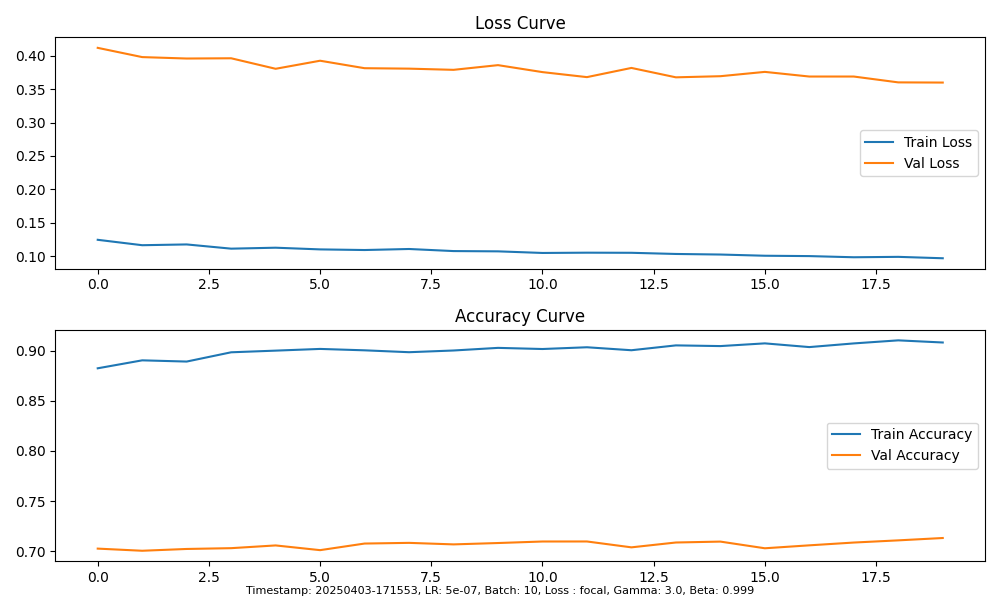 Loss Curve
0.40
0.35
0.30
0.25
0.20
0.15
0.10
Train Loss
Val Loss
0.0 2.5 5.0 7.5 10.0 12.5 15.0 17.5
Accuracy Curve
0.90
0.85
0.80
0.75
0.70
Train Accuracy
Val Accuracy
0.0 2.5 5.0 7.5 10.0 12.5 15.0 17.5
Timestamp: 20250403-171553, LR: 5e-07, Batch: 10, Loss : focal, Gamma: 3.0, Beta: 0.999